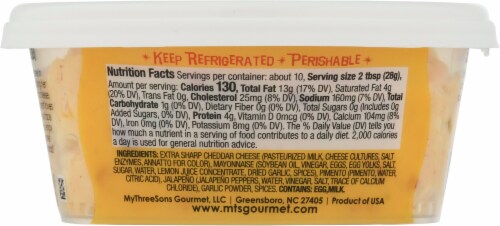 ★ KEEP REFRIGERATED ★ PERISHABLE ★
Nutrition Facts Servings per container: about 10, Serving size 2 tbsp (28g),
Amount per serving: Calories 130, Total Fat 13g (17% DV), Saturated Fat 4g
(20% DV), Trans Fat 0g, Cholesterol 25mg (8% DV), Sodium 160mg (7% DV), Total
Carbohydrate 1g (0% DV), Dietary Fiber 0g (0% DV), Total Sugars 0g (Includes 0g
Added Sugars, 0% DV), Protein 4g, Vitamin D 0mcg (0% DV), Calcium 104mg (8%
DV), Iron 0mg (0% DV), Potassium 8mg (0% DV). The % Daily Value (DV) tells you
how much a nutrient in a serving of food contributes to a daily diet. 2,000 calories
a day is used for general nutrition advice.
INGREDIENTS: EXTRA SHARP CHEDDAR CHEESE (PASTEURIZED MILK, CHEESE CULTURES, SALT,
ENZYMES, ANNATTO FOR COLOR), MAYONNAISE (SOYBEAN OIL, VINEGAR, EGGS, EGG YOLKS, SALT,
SUGAR, WATER, LEMON JUICE CONCENTRATE, DRIED GARLIC, SPICES), PIMENTO (PIMENTO, WATER,
CITRIC ACID), JALAPEÑO (JALAPEÑO PEPPERS, WATER, VINEGAR, SALT, TRACE OF CALCIUM
CHLORIDE), GARLIC POWDER, SPICES. CONTAINS: EGG, MILK.
MyThreeSons Gourmet, LLC | Greensboro, NC 27405 | Product of USA
www.mtsgourmet.com